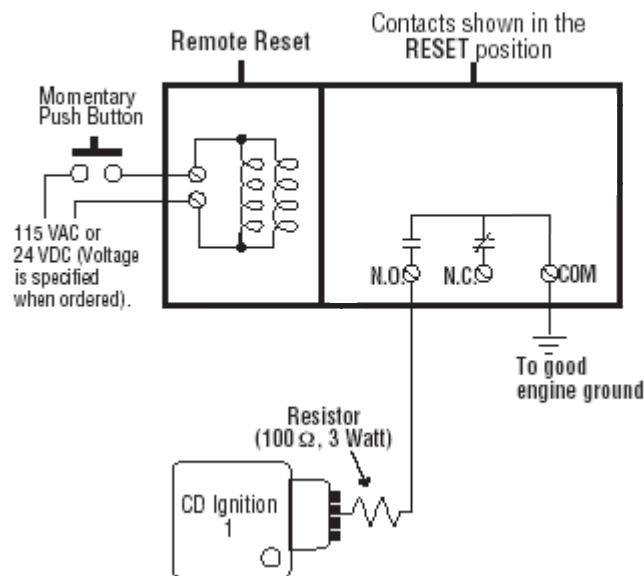 Remote Reset
Contacts shown in the
RESET position
Momentary
Push Button
115 VAC or
24 VDC (Voltage
is specified
when ordered).
N.O.
N.C.
COM
To good
engine ground
Resistor
(100 Ω, 3 Watt)
CD Ignition
1